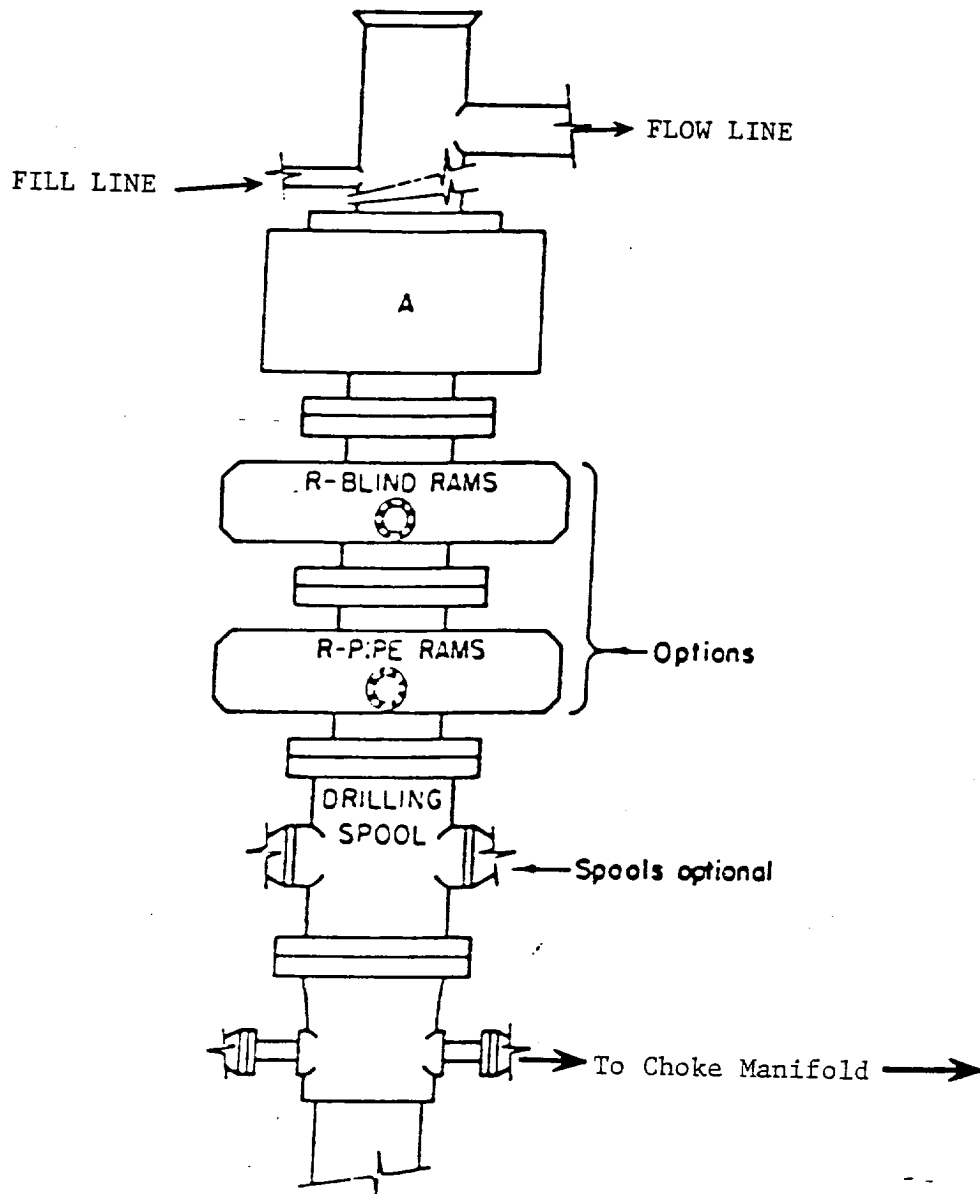 FLOW LINE
FILL LINE
A
R-BLIND RAMS
R-PIPE RAMS
Options
DRILLING
SPOOL
Spools optional
To Choke Manifold